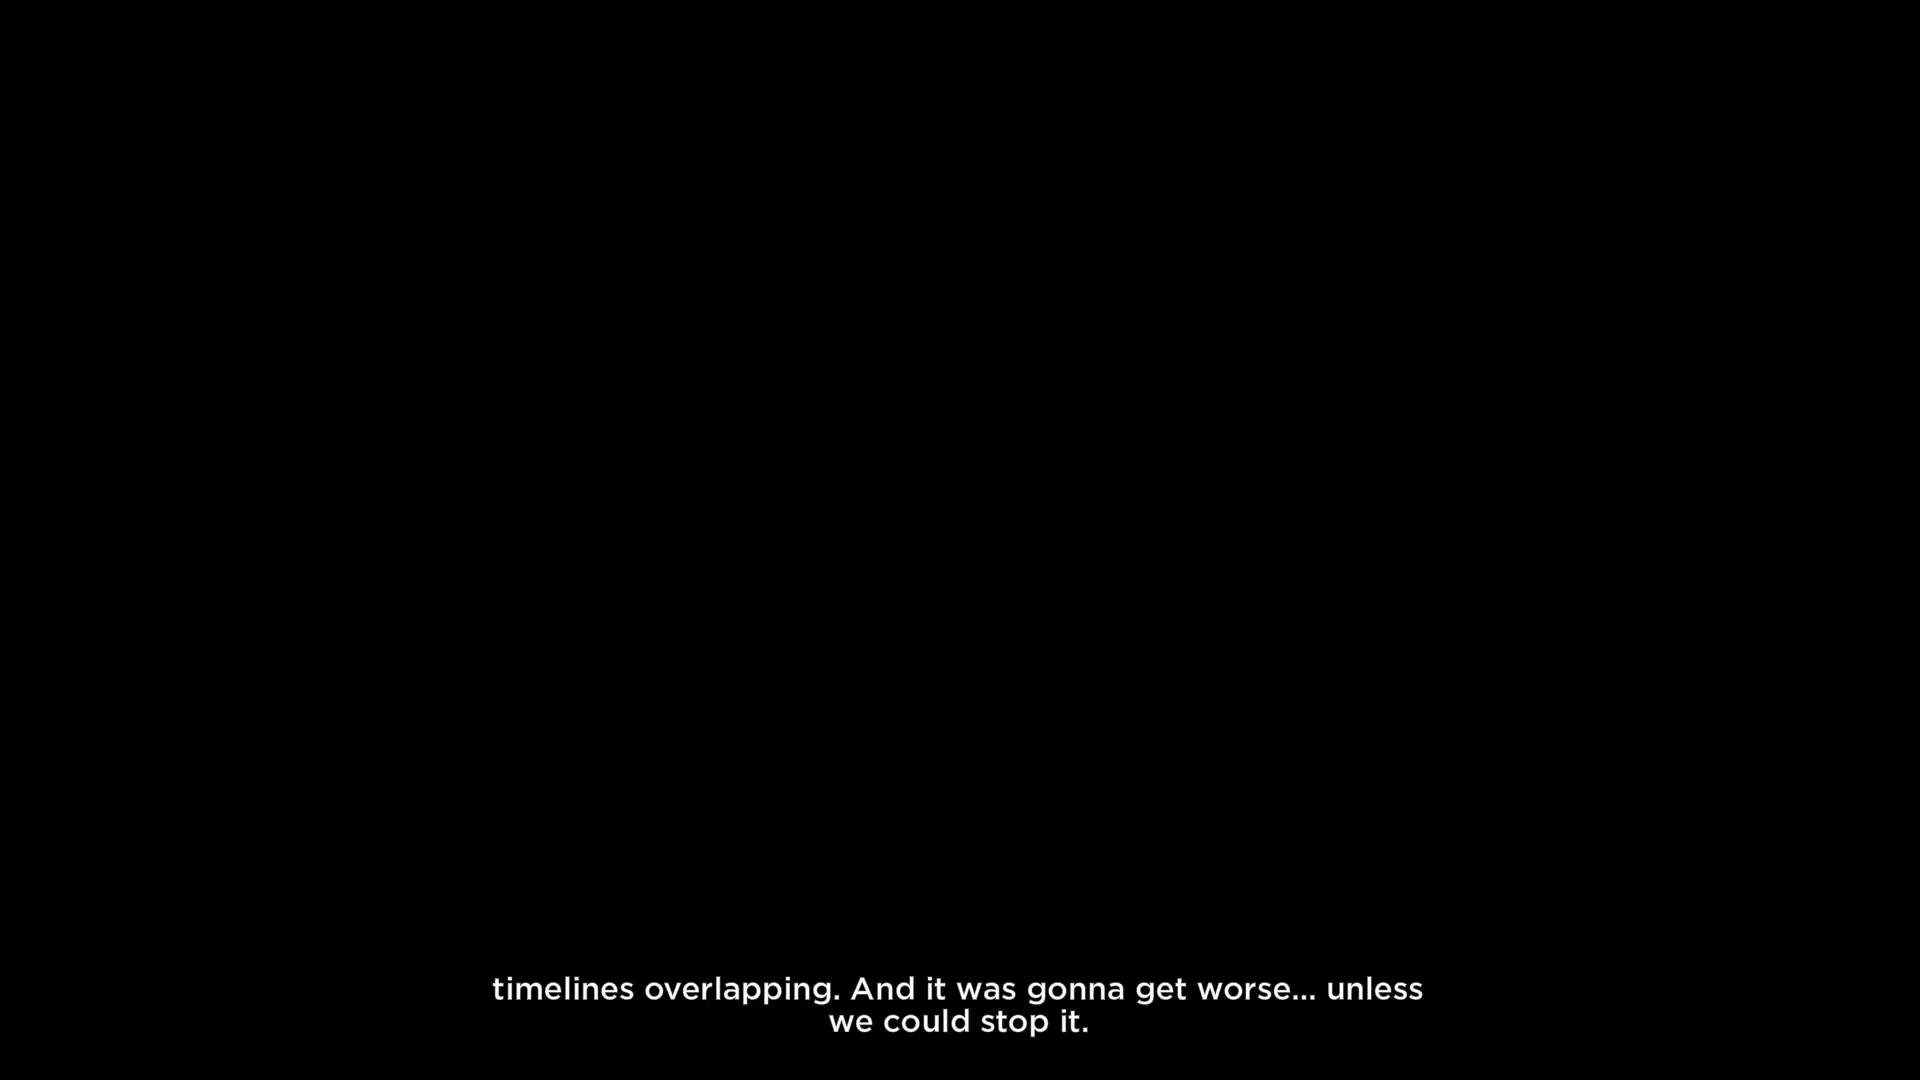 timelines overlapping. And it was gonna get worse... unless
we could stop it.